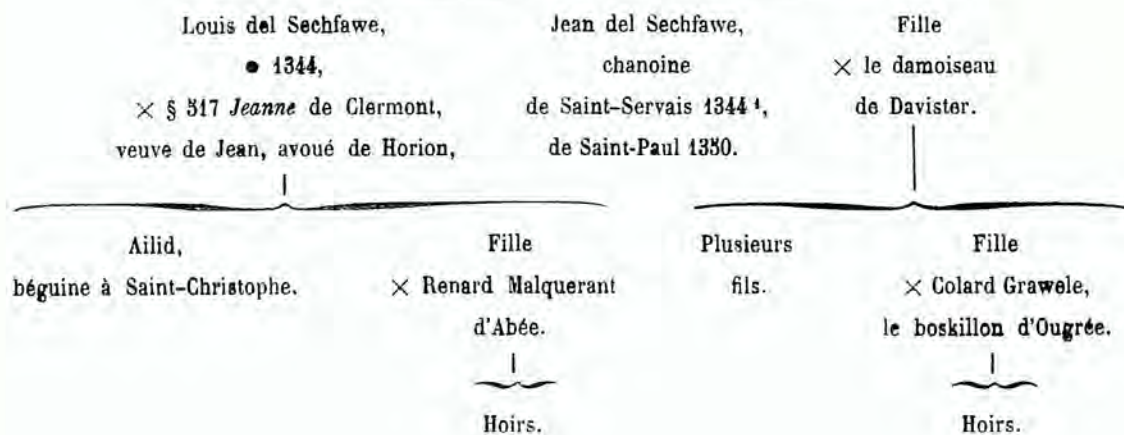 Louis del Sechfawe,
● 1344,
× § 517 Jeanne de Clermont,
veuve de Jean, avoué de Horion,
Jean del Sechfawe,
chanoine
de Saint-Servais 1344 ¹,
de Saint-Paul 1350.
Fille
× le damoiseau
de Davister.
Ailid,
béguine à Saint-Christophe.
Fille
× Renard Malquerant
d'Abée.
Hoirs.
Plusieurs
fils.
Fille
× Colard Grawele,
le boskillon d'Ougrée.
Hoirs.